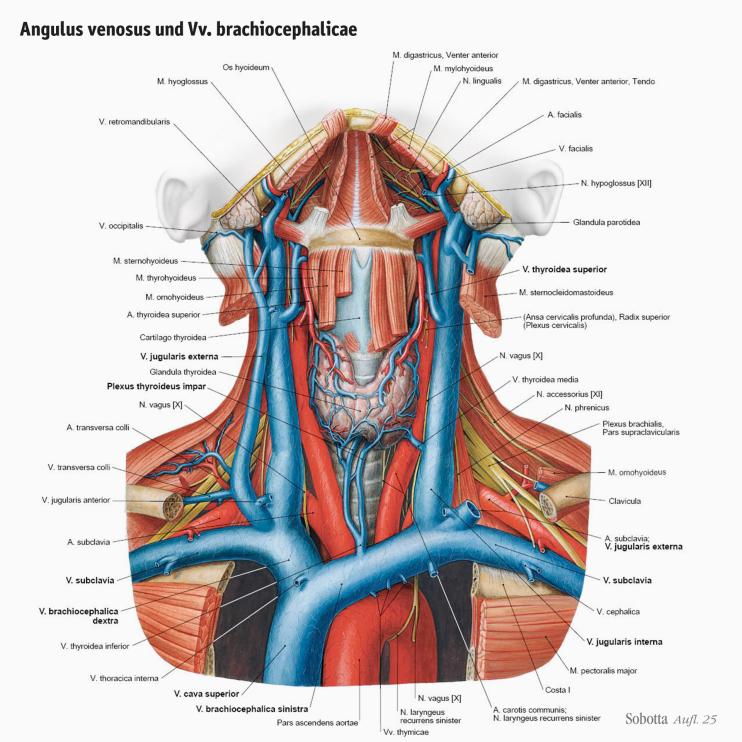 Angulus venosus und Vv. brachiocephalicae
M. digastricus, Venter anterior
Os hyoideum
M. mylohyoideus
M. hyoglossus
N. lingualis
M. digastricus, Venter anterior, Tendo
V. retromandibularis
A. facialis
V. facialis
N. hypoglossus [XII]
V. occipitalis
Glandula parotidea
M. sternohyoideus
V. thyroidea superior
M. thyrohyoideus
M. omohyoideus
M. sternocleidomastoideus
A. thyroidea superior
(Ansa cervicalis profunda), Radix superior
(Plexus cervicalis)
Cartilago thyroidea
V. jugularis externa
N. vagus [X]
Glandula thyroidea
V. thyroidea media
Plexus thyroideus impar
N. accessorius [XI]
N. vagus [X]
N. phrenicus
A. transversa colli
Plexus brachialis,
Pars supraclavicularis
V. transversa colli
M. omohyoideus
V. jugularis anterior
Clavicula
A. subclavia
A. subclavia;
V. jugularis externa
V. subclavia
V. subclavia
V. brachiocephalica
dextra
V. cephalica
V. thyroidea inferior
V. jugularis interna
V. thoracica interna
M. pectoralis major
V. cava superior
Costa I
V. brachiocephalica sinistra
N. vagus [X]
Pars ascendens aortae
N. laryngeus
recurrens sinister
A. carotis communis;
N. laryngeus recurrens sinister
Vv. thymicae
Sobotta Aufl. 25